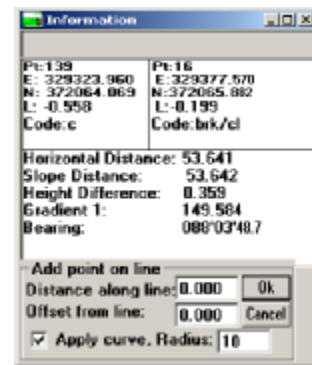 Information
Pt:139 Pt:16
E: 329323.960 E:329377.570
N: 372064.069 N:372065.882
L: -0.558 L:-0.199
Code:c Code:brk/cl
Horizontal Distance: 53.641
Slope Distance: 53.642
Height Difference: 0.359
Gradient 1: 149.584
Bearing: 088°03'48.7
Add point on line
Distance along line: 0.000 Ok
Offset from line: 0.000 Cancel
Apply curve, Radius: 10